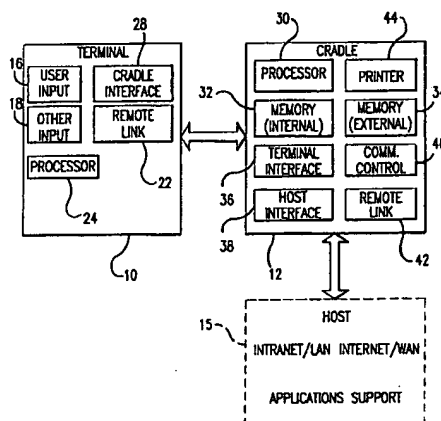 28
30
44
TERMINAL
CRADLE
16
USER
INPUT
CRADLE
INTERFACE
PROCESSOR
PRINTER
18
OTHER
INPUT
REMOTE
LINK
32
MEMORY
(INTERNAL)
MEMORY
(EXTERNAL)
34
PROCESSOR
22
TERMINAL
INTERFACE
COMM.
CONTROL
24
36
HOST
INTERFACE
REMOTE
LINK
10
38
12
42
15
HOST
INTRANET/LAN INTERNET/WAN
APPLICATIONS SUPPORT